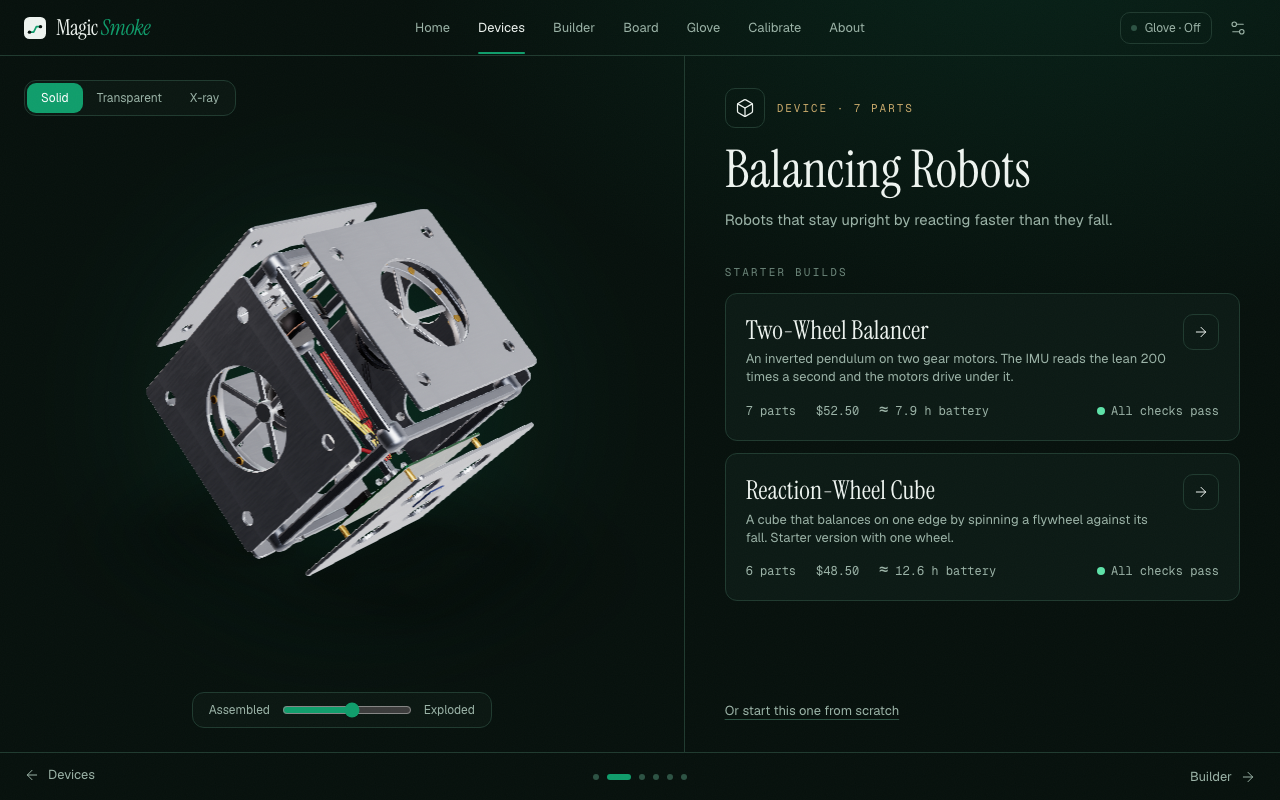 Magic Smoke
Home
Devices
Builder
Board
Glove
Calibrate
About
Glove · Off
Solid
Transparent
X-ray
DEVICE · 7 PARTS
Balancing Robots
Robots that stay upright by reacting faster than they fall.
STARTER BUILDS
Two-Wheel Balancer
An inverted pendulum on two gear motors. The IMU reads the lean 200
times a second and the motors drive under it.
7 parts $52.50 ≈ 7.9 h battery All checks pass
Reaction-Wheel Cube
A cube that balances on one edge by spinning a flywheel against its
fall. Starter version with one wheel.
6 parts $48.50 ≈ 12.6 h battery All checks pass
Assembled
Exploded
Or start this one from scratch
Devices
Builder